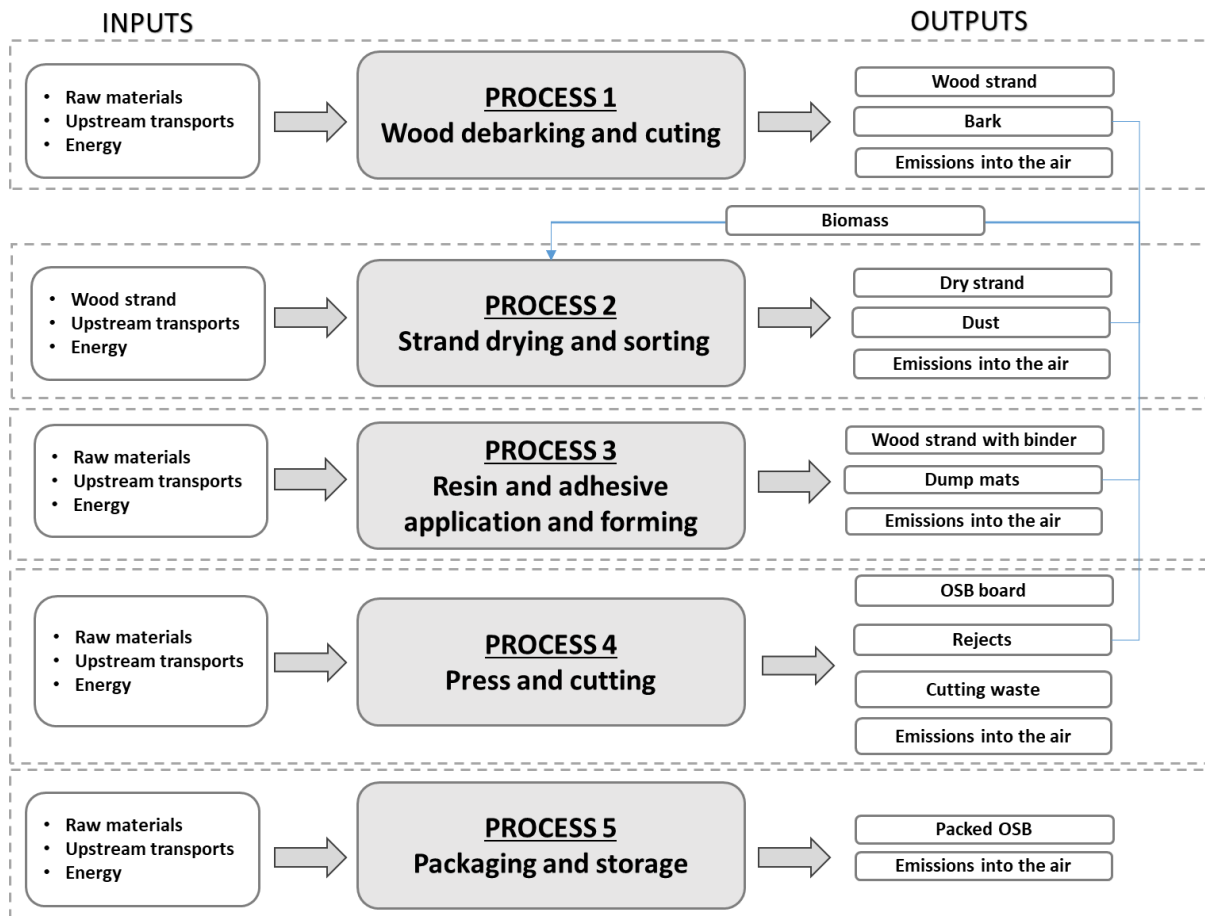 INPUTS
OUTPUTS
• Raw materials
• Upstream transports
• Energy
PROCESS 1
Wood debarking and cuting
Wood strand
Bark
Emissions into the air
Biomass
• Wood strand
• Upstream transports
• Energy
PROCESS 2
Strand drying and sorting
Dry strand
Dust
Emissions into the air
• Raw materials
• Upstream transports
• Energy
PROCESS 3
Resin and adhesive
application and forming
Wood strand with binder
Dump mats
Emissions into the air
• Raw materials
• Upstream transports
• Energy
PROCESS 4
Press and cutting
OSB board
Rejects
Cutting waste
Emissions into the air
• Raw materials
• Upstream transports
• Energy
PROCESS 5
Packaging and storage
Packed OSB
Emissions into the air